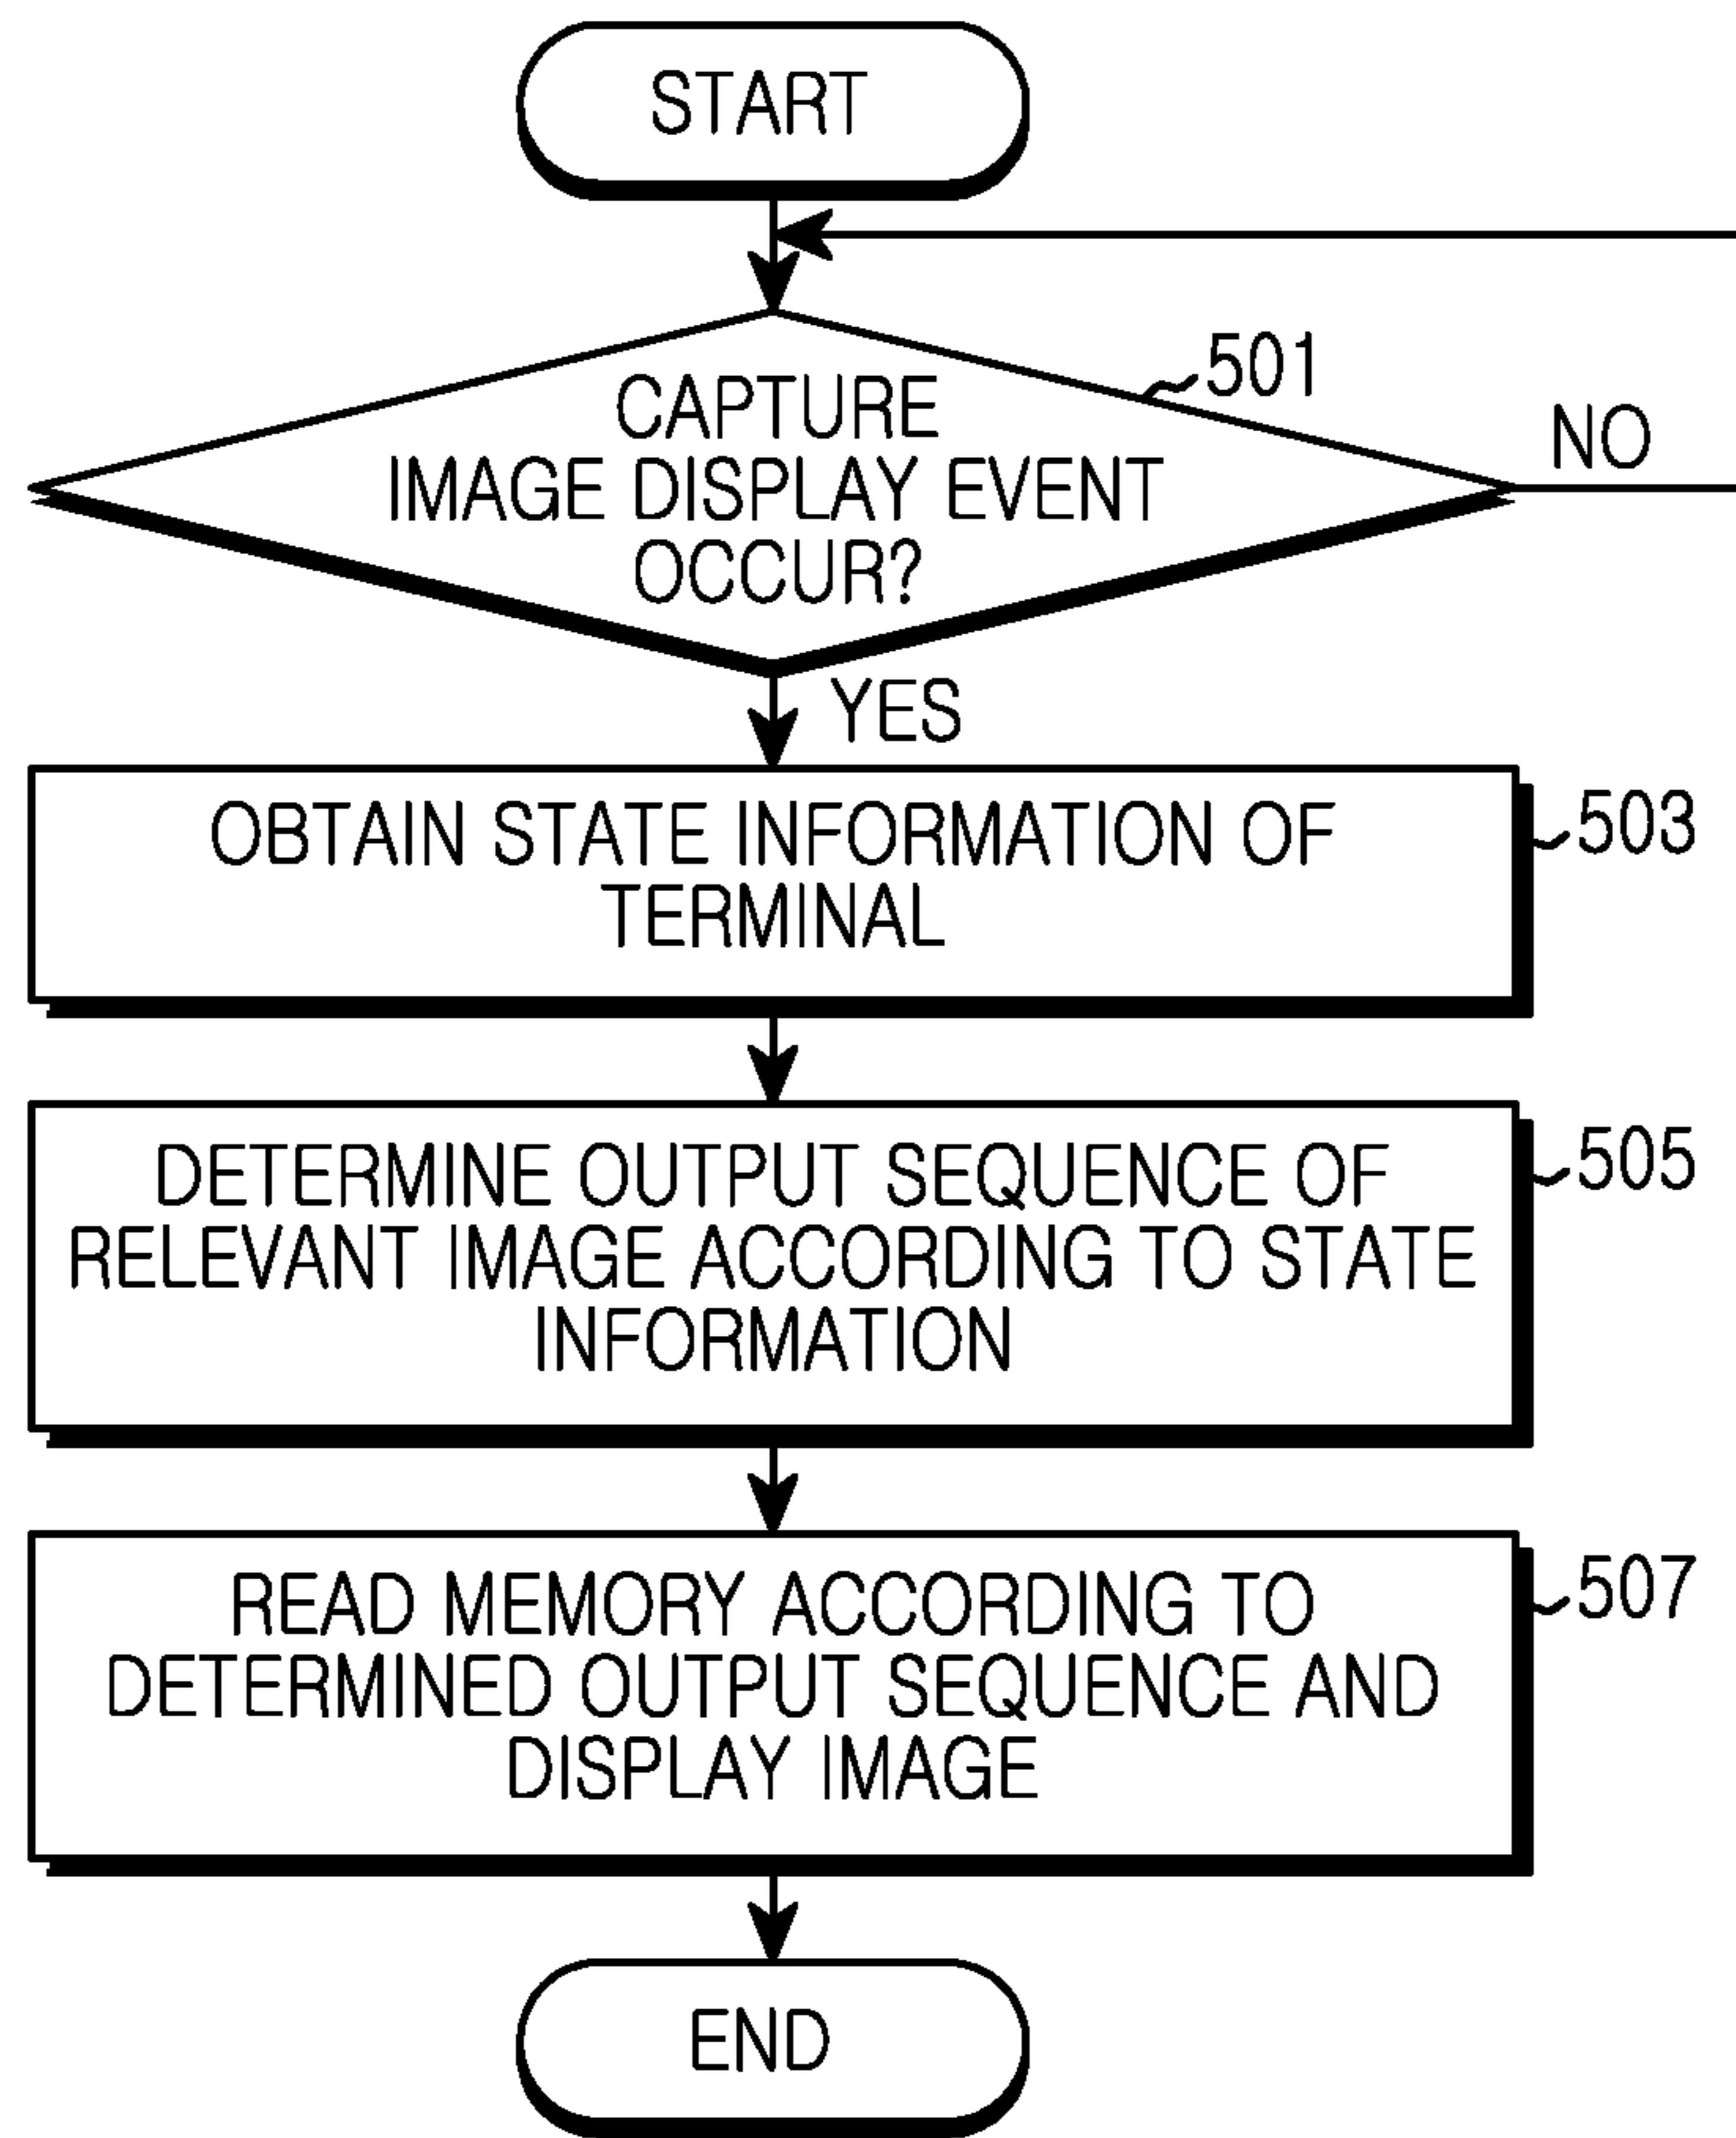 START
501
CAPTURE
IMAGE DISPLAY EVENT
OCCUR?
NO
YES
OBTAIN STATE INFORMATION OF
TERMINAL
503
DETERMINE OUTPUT SEQUENCE OF
RELEVANT IMAGE ACCORDING TO STATE
INFORMATION
505
READ MEMORY ACCORDING TO
DETERMINED OUTPUT SEQUENCE AND
DISPLAY IMAGE
507
END